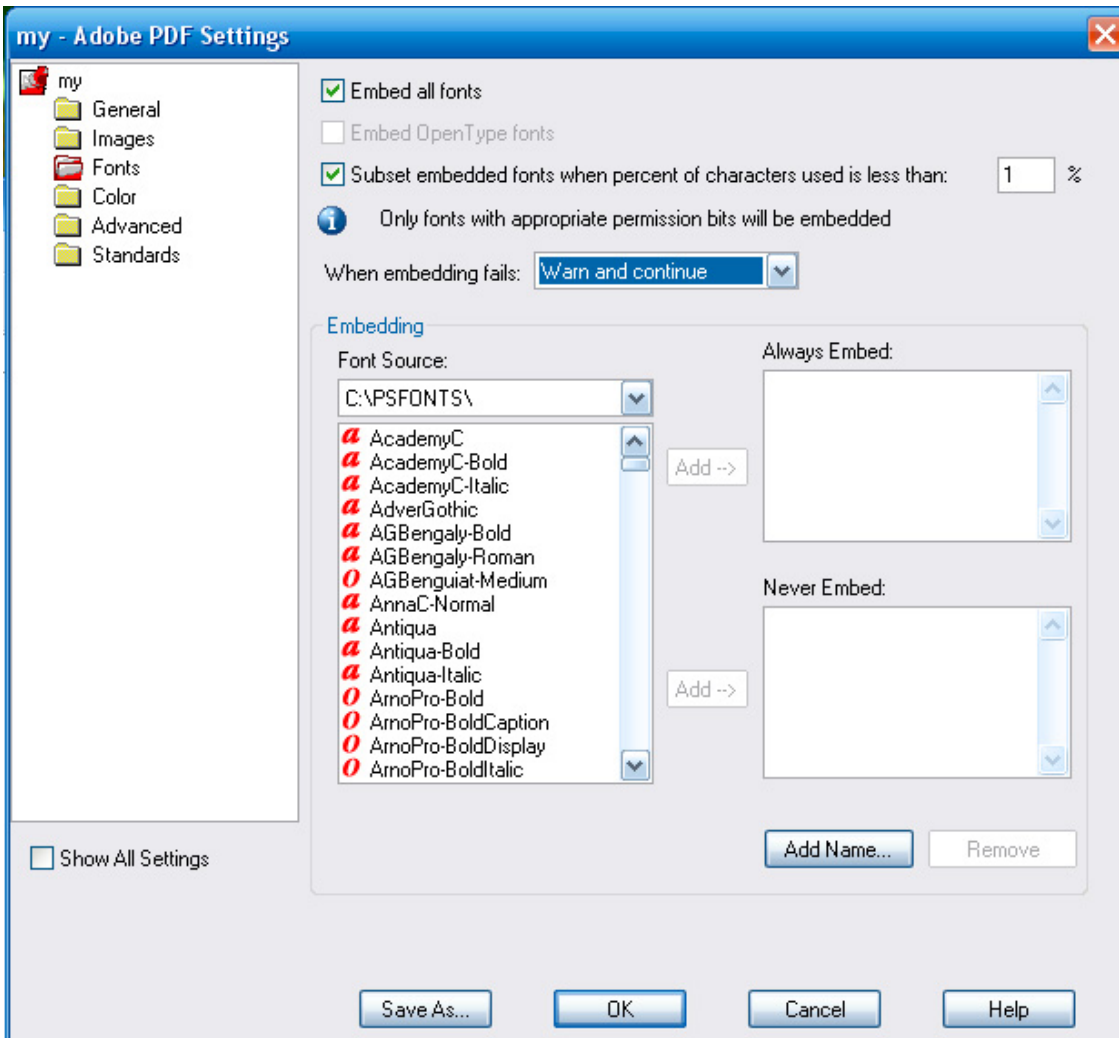 my - Adobe PDF Settings
my
General
Images
Fonts
Color
Advanced
Standards
Show All Settings
Embed all fonts
Embed OpenType fonts
Subset embedded fonts when percent of characters used is less than: 1 %
Only fonts with appropriate permission bits will be embedded
When embedding fails: Warn and continue
Embedding
Font Source:
C:\PSFONTS\
AcademyC
AcademyC-Bold
AcademyC-Italic
AdverGothic
AGBengaly-Bold
AGBengaly-Roman
AGBenguiat-Medium
AnnaC-Normal
Antiqua
Antiqua-Bold
Antiqua-Italic
ArnoPro-Bold
ArnoPro-BoldCaption
ArnoPro-BoldDisplay
ArnoPro-BoldItalic
Add -->
Add -->
Always Embed:
Never Embed:
Add Name...
Remove
Save As...
OK
Cancel
Help